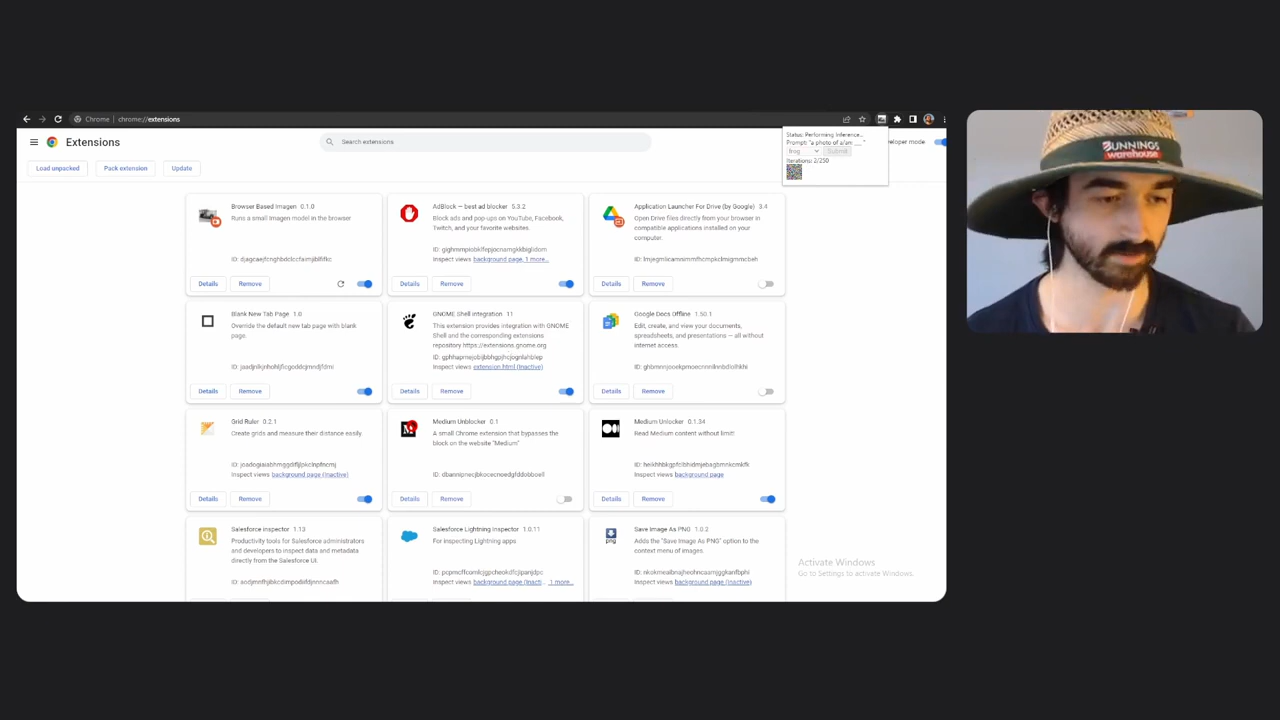 Chrome | chrome://extensions
Extensions
Search extensions
veloper mode
Status: Performing Inference...
Prompt: "a photo of a/an ___ "
frog
Submit
Iterations: 2/250
Load unpacked
Pack extension
Update
Browser Based Imagen 0.1.0
Runs a small Imagen model in the browser
Details
Remove
AdBlock — best ad blocker 5.3.2
Block ads and pop-ups on YouTube, Facebook,
Twitch, and your favorite websites.
Inspect views background page, 1 more...
Details
Remove
Application Launcher For Drive (by Google) 3.4
Open Drive files directly from your browser in
compatible applications installed on your
computer.
Details
Remove
Blank New Tab Page 1.0
Override the default new tab page with blank
page.
Details
Remove
GNOME Shell integration 11
This extension provides integration with GNOME
Shell and the corresponding extensions
repository https://extensions.gnome.org
ID: gphhapmejobijbbhgpjhcjognlahblep
Inspect views extension.html (Inactive)
Details
Remove
Google Docs Offline 1.50.1
Edit, create, and view your documents,
spreadsheets, and presentations — all without
internet access.
ID: ghbmnnjooekpmoecnnnilnnbdlolhkhi
Details
Remove
Grid Ruler 0.2.1
Create grids and measure their distance easily
Inspect views background page (Inactive)
Details
Remove
Medium Unblocker 0.1
A small Chrome extension that bypasses the
block on the website "Medium"
Details
Remove
Medium Unlocker 0.1.34
Read Medium content without limit!
Inspect views background page
Details
Remove
Salesforce inspector 1.13
Productivity tools for Salesforce administrators
and developers to inspect data and metadata
directly from the Salesforce UI.
Salesforce Lightning Inspector 1.0.11
For inspecting Lightning apps
Inspect views background page (Inacti... 1 more...
Save Image As PNG 1.0.2
Adds the "Save Image As PNG" option to the
context menu of images.
Inspect views background page (Inactive)
Activate Windows
Go to Settings to activate Windows.
BUNNINGS
warehouse